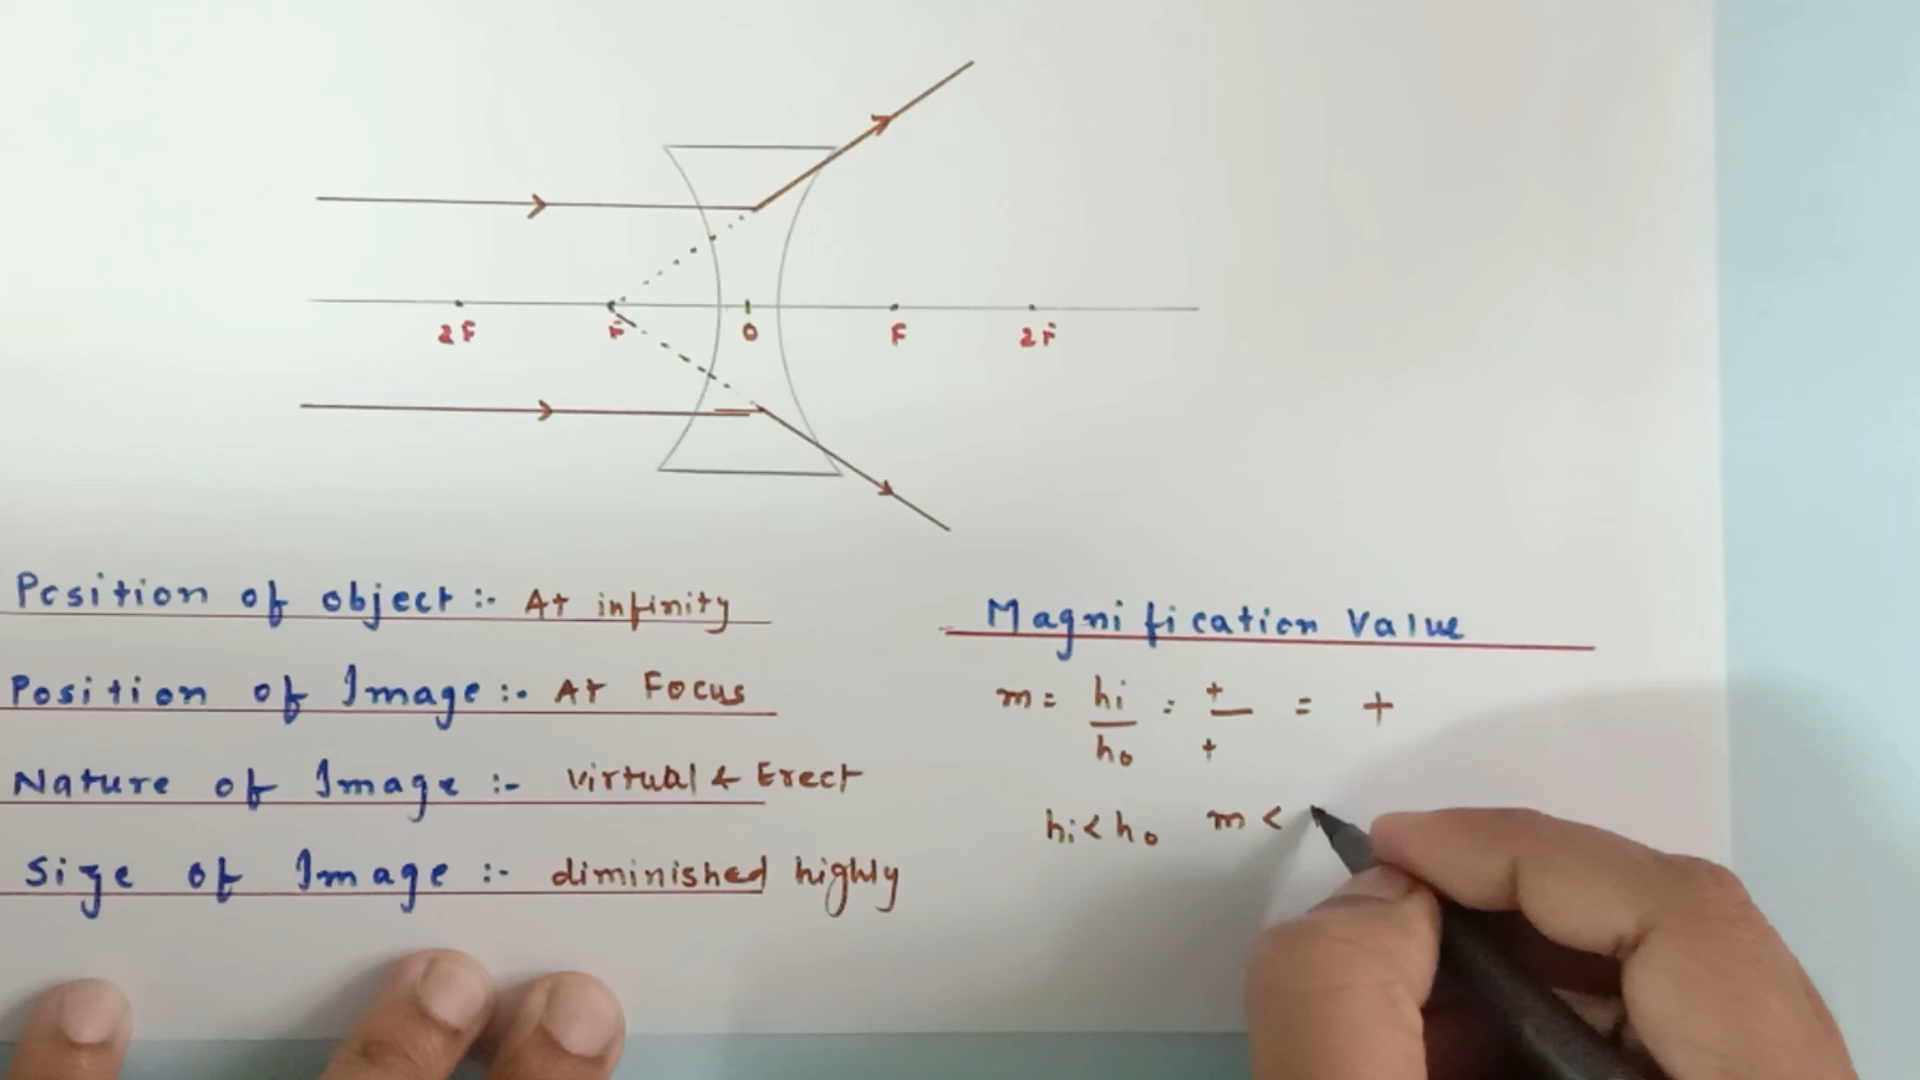 2F F O F 2F
Position of object :- At infinity
Position of Image :- At Focus
Nature of Image :- Virtual & Erect
Size of Image :- diminished highly
Magnification Value
m = hi/ho = +/+ = +
hi < ho m <